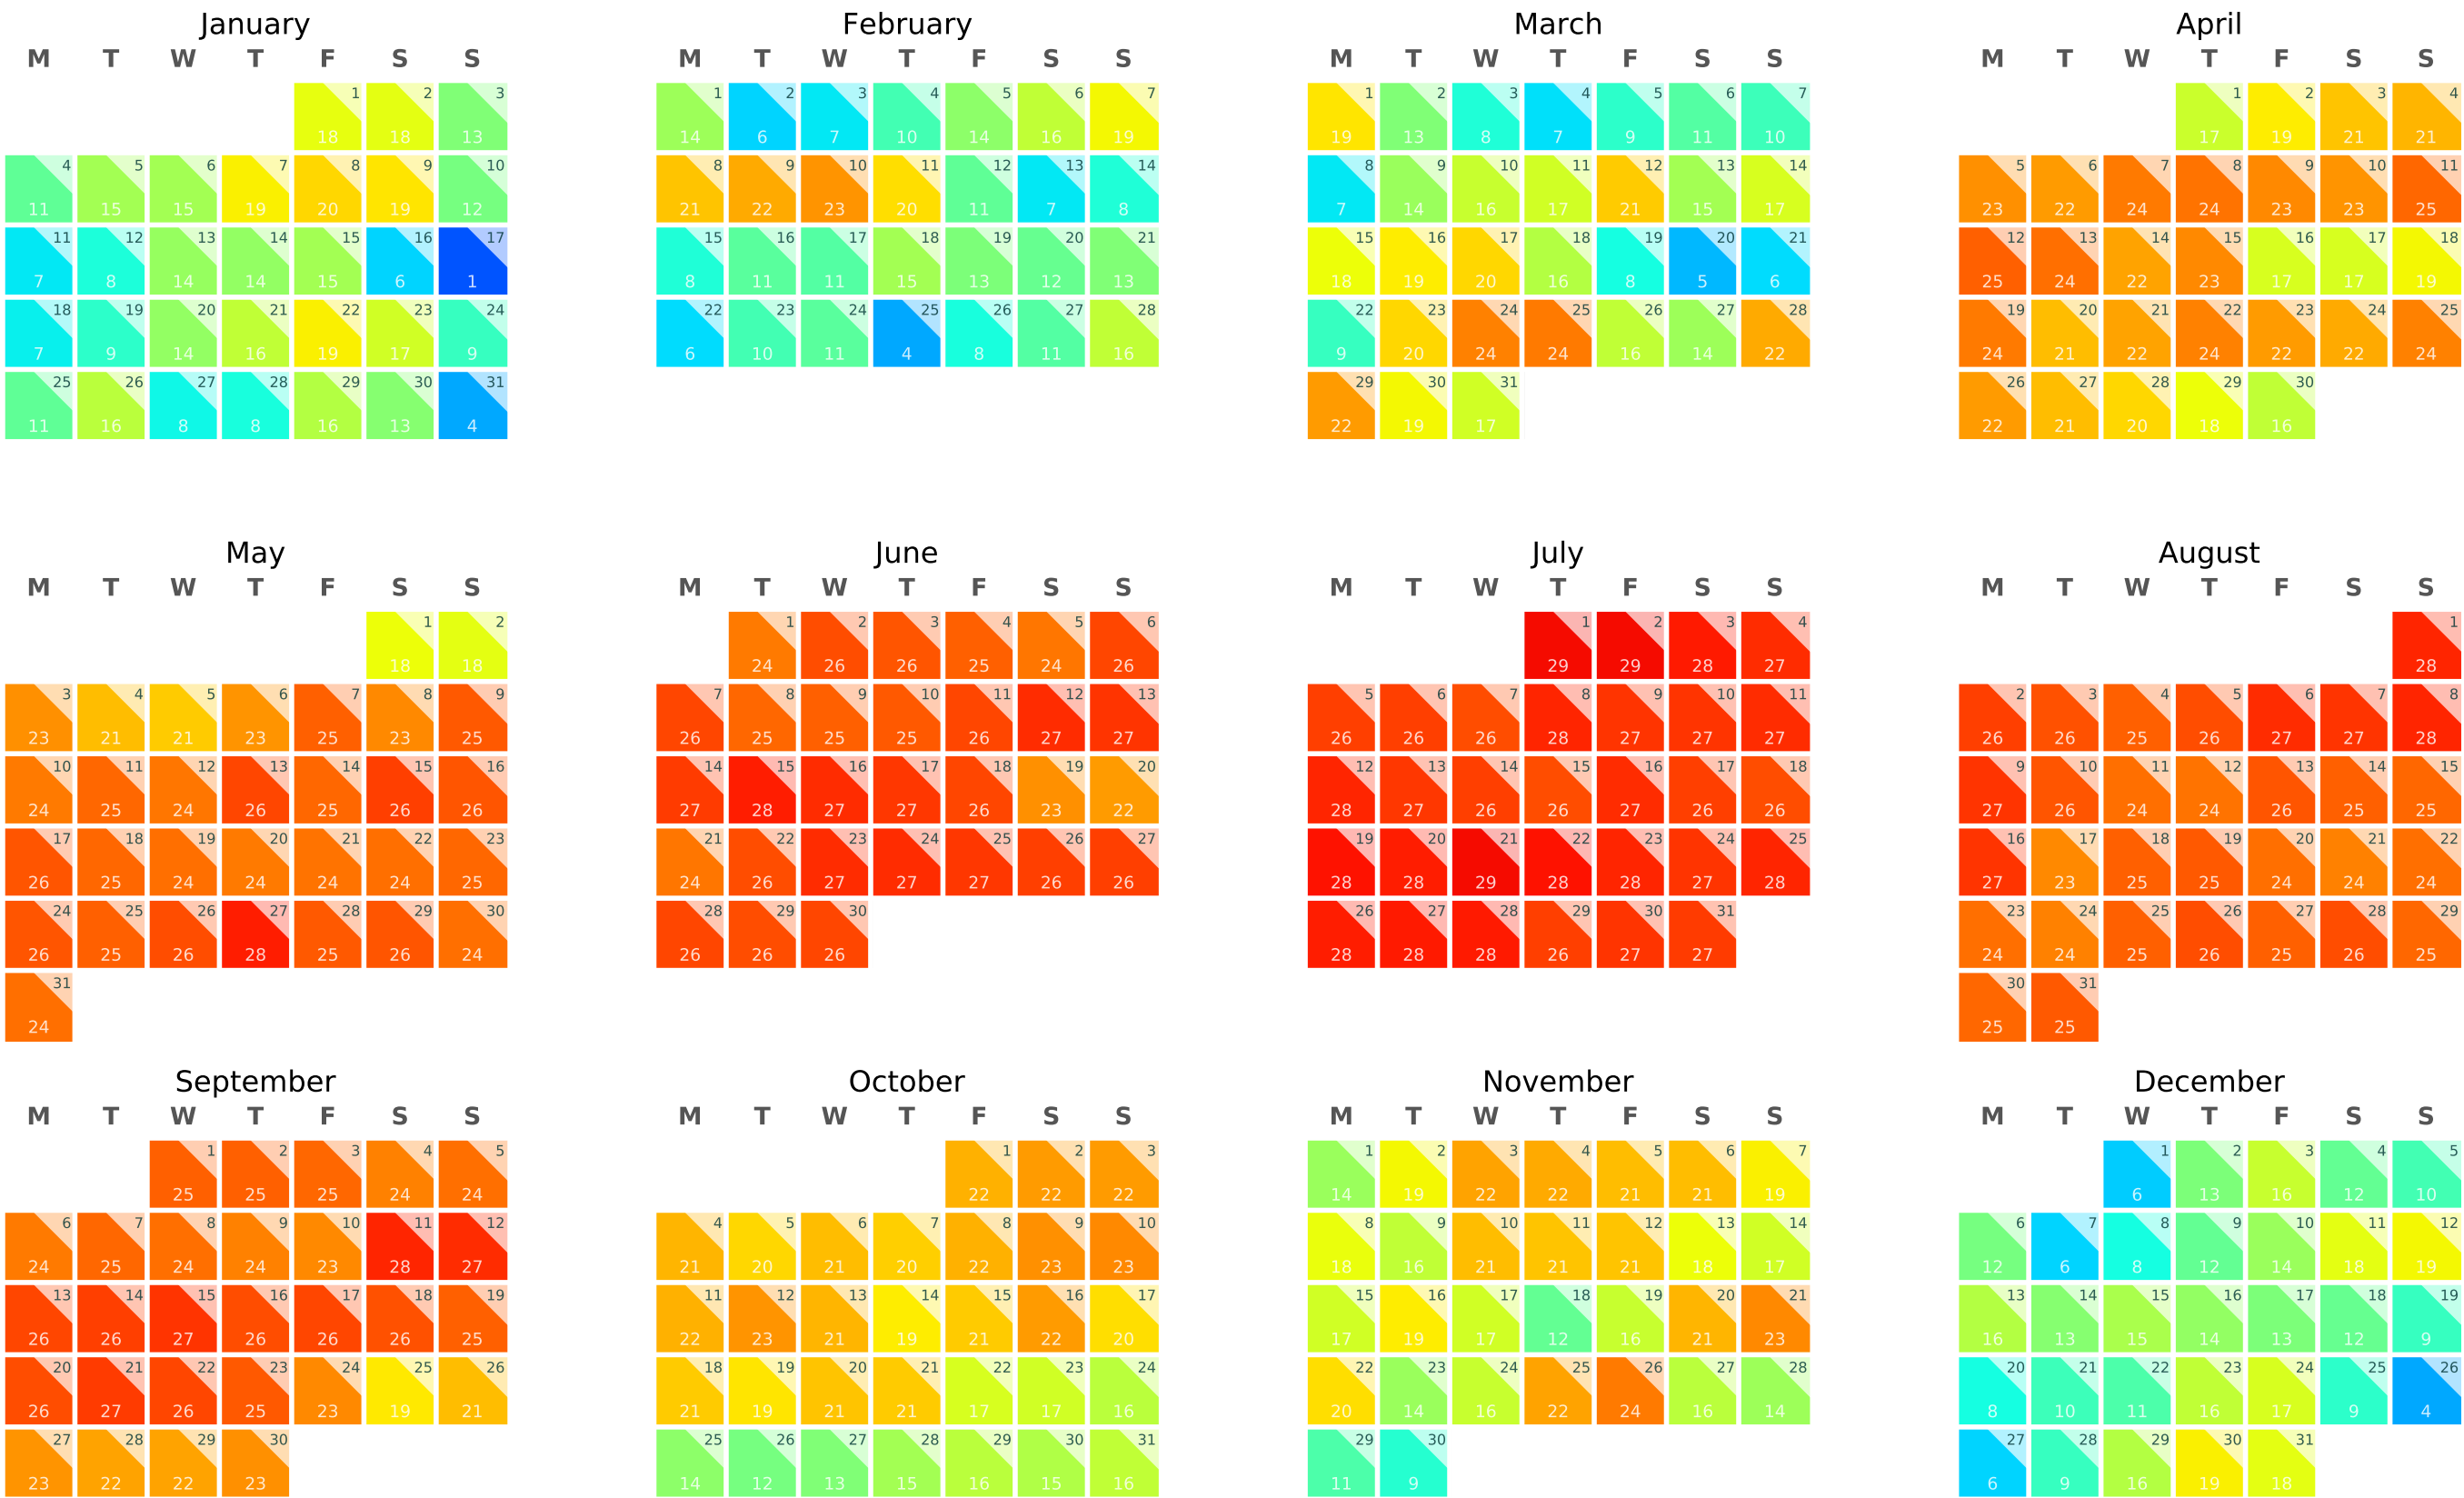 January February March April
M T W T F S S M T W T F S S M T W T F S S M T W T F S S
1 2 3 1 2 3 4 5 6 7 1 2 3 4 5 6 7 1 2 3 4
18 18 13 14 6 7 10 14 16 19 19 13 8 7 9 11 10 17 19 21 21
4 5 6 7 8 9 10 8 9 10 11 12 13 14 8 9 10 11 12 13 14 5 6 7 8 9 10 11
11 15 15 19 20 19 12 21 22 23 20 11 7 8 7 14 16 17 21 15 17 23 22 24 24 23 23 25
11 12 13 14 15 16 17 15 16 17 18 19 20 21 15 16 17 18 19 20 21 12 13 14 15 16 17 18
7 8 14 14 15 6 1 8 11 11 15 13 12 13 18 19 20 16 8 5 6 25 24 22 23 17 17 19
18 19 20 21 22 23 24 22 23 24 25 26 27 28 22 23 24 25 26 27 28 19 20 21 22 23 24 25
7 9 14 16 19 17 9 6 10 11 4 8 11 16 9 20 24 24 16 14 22 24 21 22 24 22 22 24
25 26 27 28 29 30 31 29 30 31 26 27 28 29 30
11 16 8 8 16 13 4 22 19 17 22 21 20 18 16
May June July August
M T W T F S S M T W T F S S M T W T F S S M T W T F S S
1 2 1 2 3 4 5 6 1 2 3 4 1
18 18 24 26 26 25 24 26 29 29 28 27 28
3 4 5 6 7 8 9 7 8 9 10 11 12 13 5 6 7 8 9 10 11 2 3 4 5 6 7 8
23 21 21 23 25 23 25 26 25 25 25 26 27 27 26 26 26 28 27 27 27 26 26 25 26 27 27 28
10 11 12 13 14 15 16 14 15 16 17 18 19 20 12 13 14 15 16 17 18 9 10 11 12 13 14 15
24 25 24 26 25 26 26 27 28 27 27 26 23 22 28 27 26 26 27 26 26 27 26 24 24 26 25 25
17 18 19 20 21 22 23 21 22 23 24 25 26 27 19 20 21 22 23 24 25 16 17 18 19 20 21 22
26 25 24 24 24 24 25 24 26 27 27 27 26 26 28 28 29 28 28 27 28 27 23 25 25 24 24 24
24 25 26 27 28 29 30 28 29 30 26 27 28 29 30 31 23 24 25 26 27 28 29
26 25 26 28 25 26 24 26 26 26 28 28 28 26 27 27 24 24 25 26 25 26 25
31 30 31
24 25 25
September October November December
M T W T F S S M T W T F S S M T W T F S S M T W T F S S
1 2 3 4 5 1 2 3 1 2 3 4 5 6 7 1 2 3 4 5
25 25 25 24 24 22 22 22 14 19 22 22 21 21 19 6 13 16 12 10
6 7 8 9 10 11 12 4 5 6 7 8 9 10 8 9 10 11 12 13 14 6 7 8 9 10 11 12
24 25 24 24 23 28 27 21 20 21 20 22 23 23 18 16 21 21 21 18 17 12 6 8 12 14 18 19
13 14 15 16 17 18 19 11 12 13 14 15 16 17 15 16 17 18 19 20 21 13 14 15 16 17 18 19
26 26 27 26 26 26 25 22 23 21 19 21 22 20 17 19 17 12 16 21 23 16 13 15 14 13 12 9
20 21 22 23 24 25 26 18 19 20 21 22 23 24 22 23 24 25 26 27 28 20 21 22 23 24 25 26
26 27 26 25 23 19 21 21 19 21 21 17 17 16 20 14 16 22 24 16 14 8 10 11 16 17 9 4
27 28 29 30 25 26 27 28 29 30 31 29 30 27 28 29 30 31
23 22 22 23 14 12 13 15 16 15 16 11 9 6 9 16 19 18